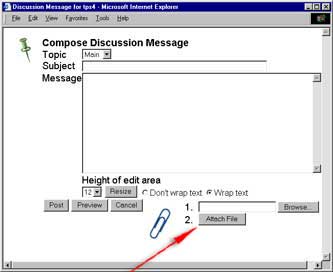 Discussion Message for tpx4 - Microsoft Internet Explorer
File Edit View Favorites Tools Help
Compose Discussion Message
Topic Main
Subject
Message
Height of edit area
12 Resize Don't wrap text Wrap text
Post Preview Cancel 1. Browse...
2. Attach File